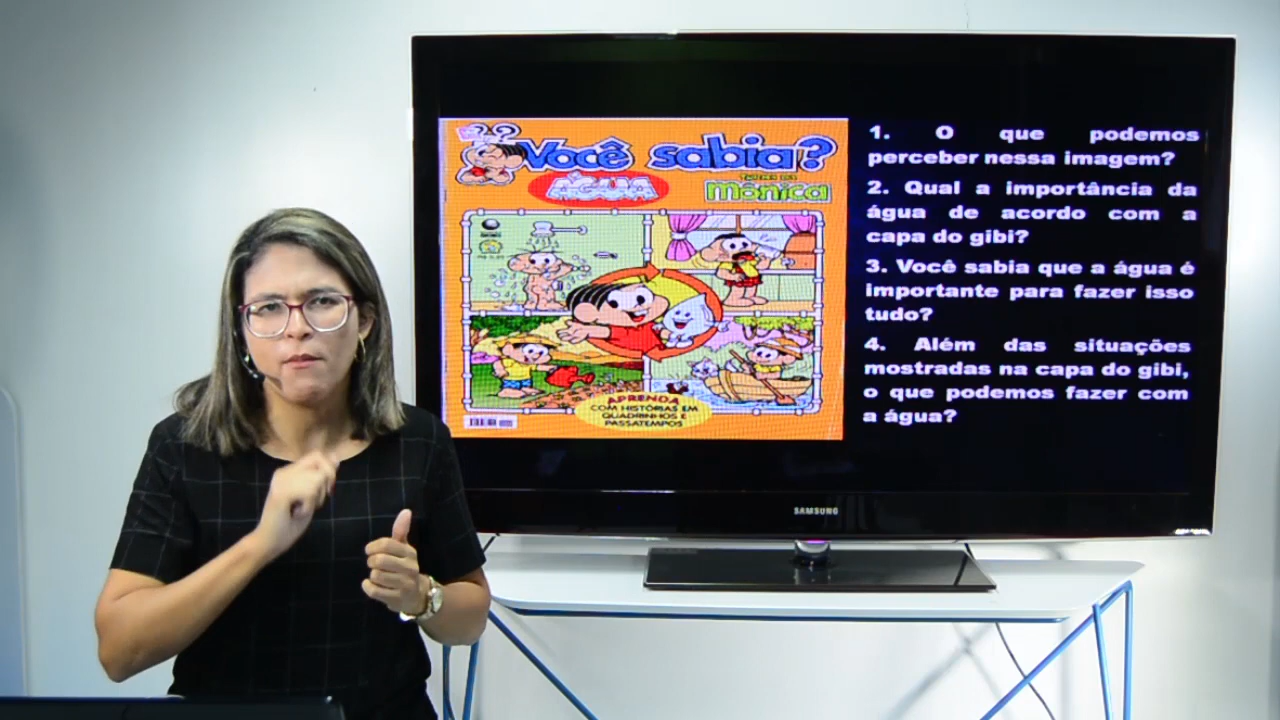 Você sabia?
ÁGUA
TURMA DA
Mônica
APRENDA
COM HISTÓRIAS EM
QUADRINHOS E
PASSATEMPOS
1. O que podemos
perceber nessa imagem?
2. Qual a importância da
água de acordo com a
capa do gibi?
3. Você sabia que a água é
importante para fazer isso
tudo?
4. Além das situações
mostradas na capa do gibi,
o que podemos fazer com
a água?
SAMSUNG